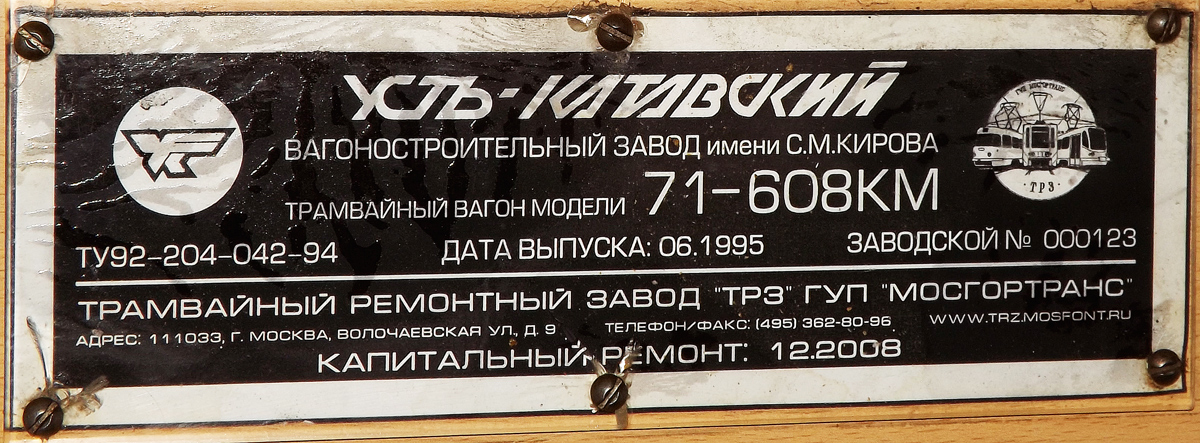 УСТЬ-КАТАВСКИЙ
ВАГОНОСТРОИТЕЛЬНЫЙ ЗАВОД имени С.М.КИРОВА
ТРАМВАЙНЫЙ ВАГОН МОДЕЛИ 71-608КМ
ГУП МОСГОРТРАНС
·ТРЗ·
ТУ92-204-042-94 ДАТА ВЫПУСКА: 06.1995 ЗАВОДСКОЙ № 000123
ТРАМВАЙНЫЙ РЕМОНТНЫЙ ЗАВОД "ТРЗ" ГУП "МОСГОРТРАНС"
АДРЕС: 111033, Г. МОСКВА, ВОЛОЧАЕВСКАЯ УЛ., Д. 9 ТЕЛЕФОН/ФАКС: (495) 362-80-96 WWW.TRZ.MOSFONT.RU
КАПИТАЛЬНЫЙ РЕМОНТ: 12.2008